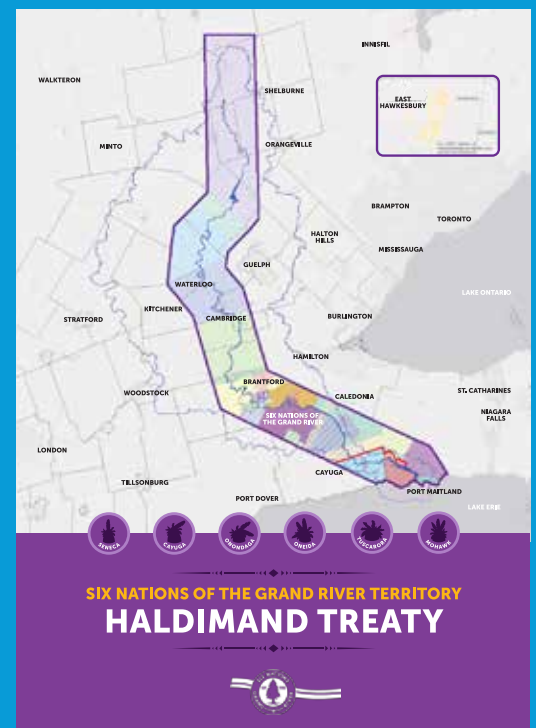 INNISFIL
WALKTERON
SHELBURNE
EAST
HAWKESBURY
MINTO
ORANGEVILLE
BRAMPTON
TORONTO
HALTON
HILLS
MISSISSAUGA
GUELPH
WATERLOO
LAKE ONTARIO
KITCHENER
STRATFORD
CAMBRIDGE
BURLINGTON
HAMILTON
BRANTFORD
WOODSTOCK
CALEDONIA
ST. CATHARINES
NIAGARA
FALLS
SIX NATIONS OF
THE GRAND RIVER
LONDON
CAYUGA
TILLSONBURG
PORT MAITLAND
PORT DOVER
LAKE ERIE
SENECA
CAYUGA
ONONDAGA
ONEIDA
TUSCARORA
MOHAWK
SIX NATIONS OF THE GRAND RIVER TERRITORY
HALDIMAND TREATY